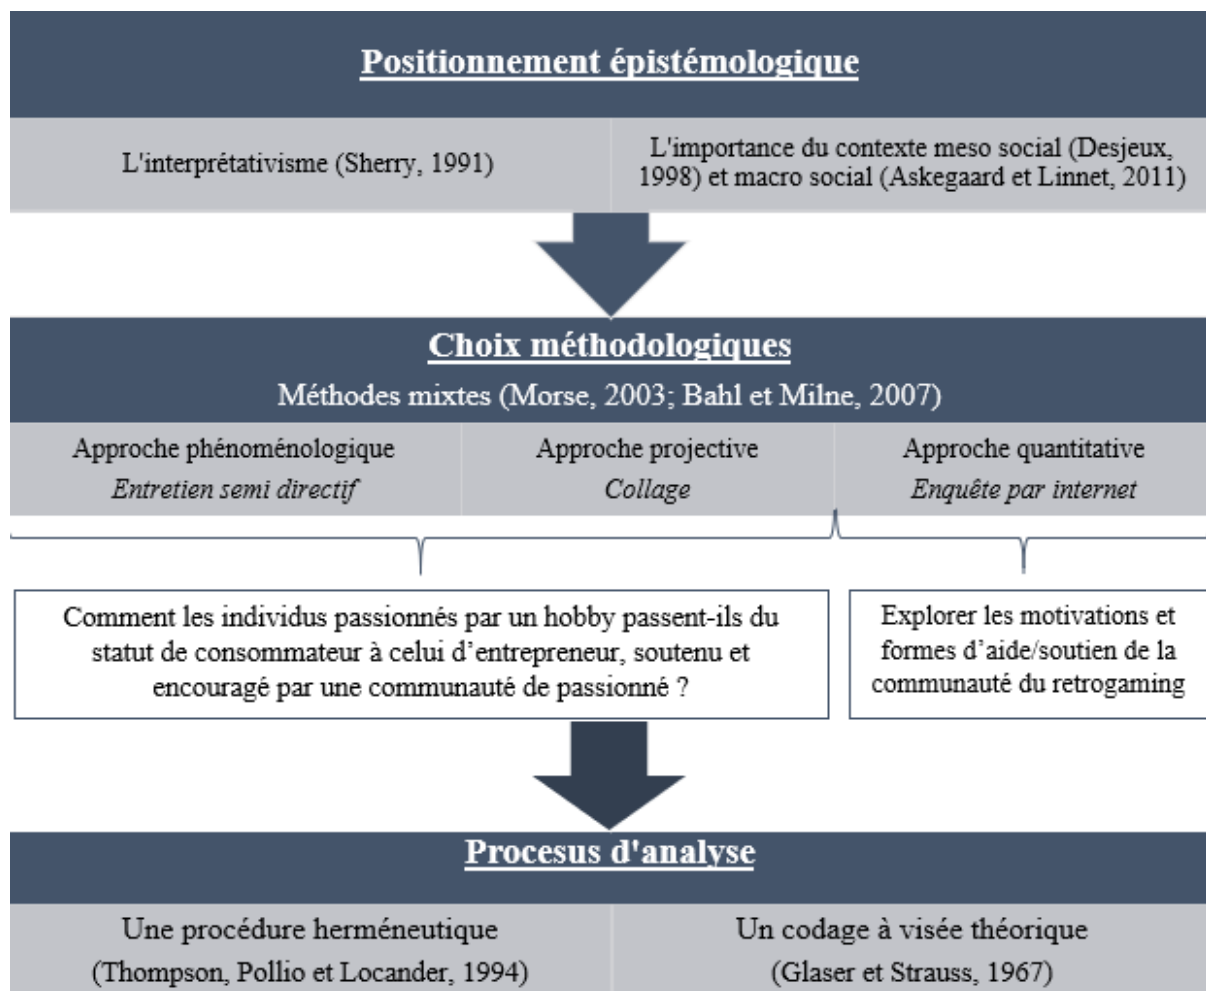 Positionnement épistémologique
L'interprétativisme (Sherry, 1991)
L'importance du contexte meso social (Desjeux,
1998) et macro social (Askegaard et Linnet, 2011)
Choix méthodologiques
Méthodes mixtes (Morse, 2003; Bahl et Milne, 2007)
Approche phénoménologique
Entretien semi directif
Approche projective
Collage
Approche quantitative
Enquête par internet
Comment les individus passionnés par un hobby passent-ils du
statut de consommateur à celui d’entrepreneur, soutenu et
encouragé par une communauté de passionné ?
Explorer les motivations et
formes d’aide/soutien de la
communauté du retrogaming
Procesus d'analyse
Une procédure herméneutique
(Thompson, Pollio et Locander, 1994)
Un codage à visée théorique
(Glaser et Strauss, 1967)